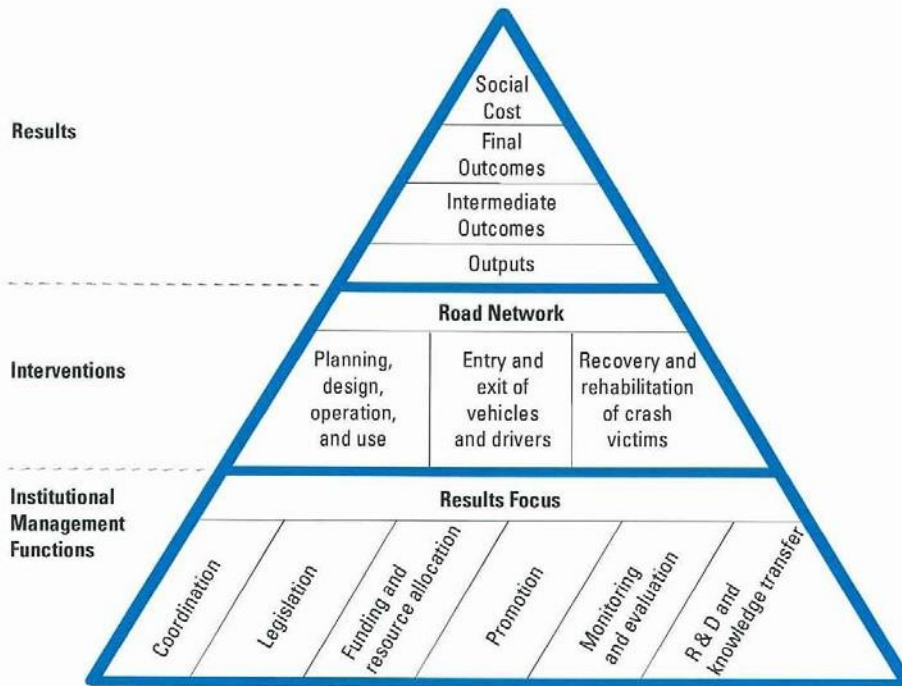 Social
Cost
Results
Final
Outcomes
Intermediate
Outcomes
Outputs
Road Network
Interventions
Planning,
design,
operation,
and use
Entry and
exit of
vehicles
and drivers
Recovery and
rehabilitation
of crash
victims
Institutional
Management
Functions
Results Focus
Coordination
Legislation
Funding and
resource allocation
Promotion
Monitoring
and evaluation
R & D and
knowledge transfer